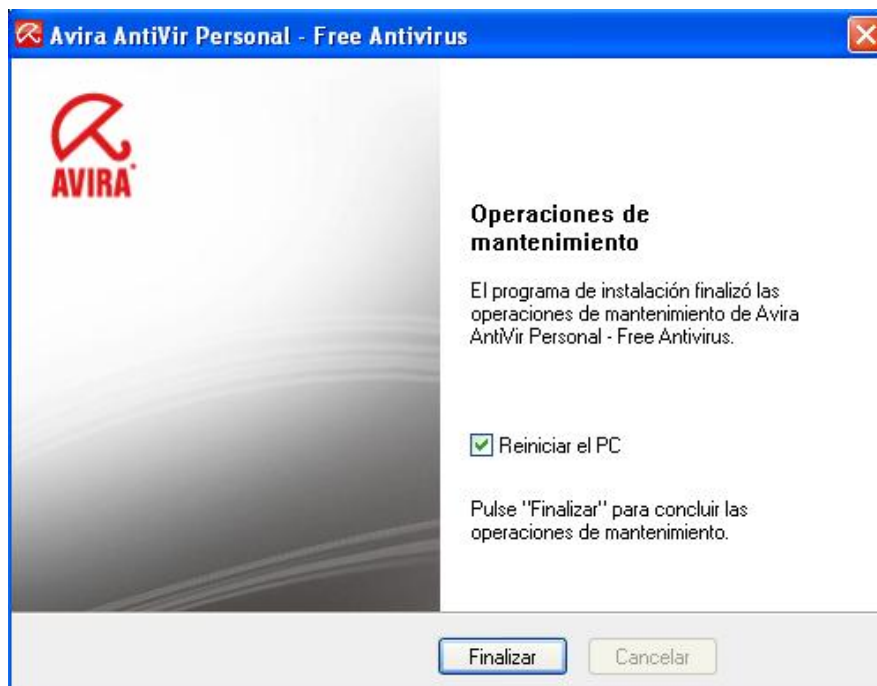 Avira AntiVir Personal - Free Antivirus
AVIRA
Operaciones de
mantenimiento
El programa de instalación finalizó las
operaciones de mantenimiento de Avira
AntiVir Personal - Free Antivirus.
Reiniciar el PC
Pulse "Finalizar" para concluir las
operaciones de mantenimiento.
Finalizar
Cancelar